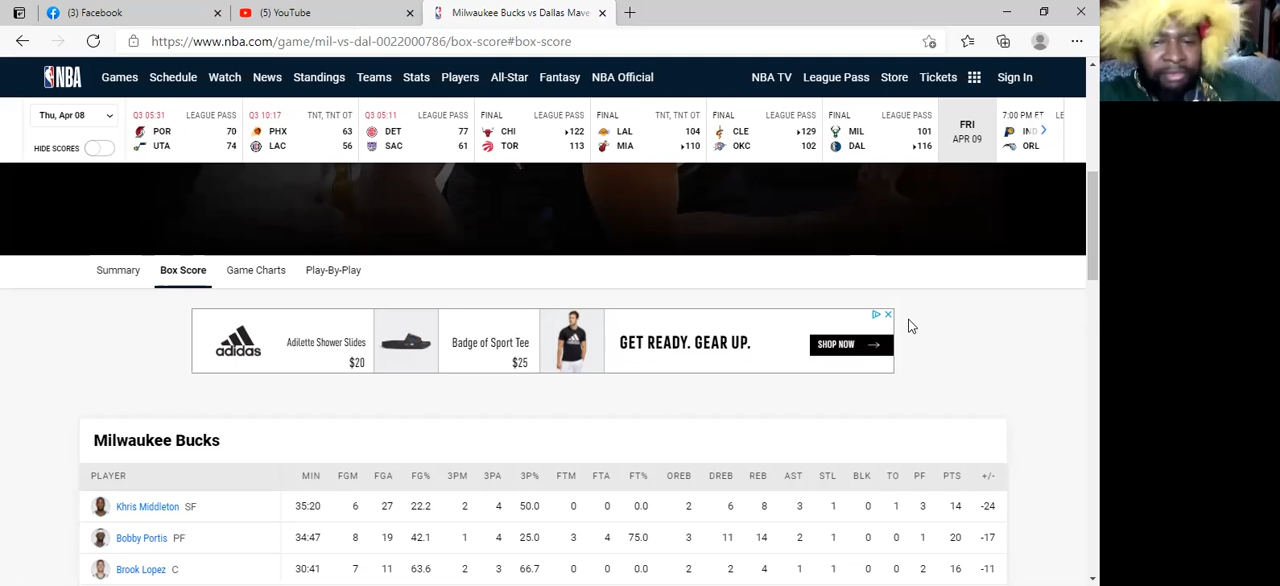 (3) Facebook
(5) YouTube
Milwaukee Bucks vs Dallas Mave
https://www.nba.com/game/mil-vs-dal-0022000786/box-score#box-score
NBA Games Schedule Watch News Standings Teams Stats Players All-Star Fantasy NBA Official NBA TV League Pass Store Tickets Sign In
Thu, Apr 08
HIDE SCORES
Q3 05:31 LEAGUE PASS
POR 70
UTA 74
Q3 10:17 TNT, TNT OT
PHX 63
LAC 56
Q3 05:11 LEAGUE PASS
DET 77
SAC 61
FINAL LEAGUE PASS
CHI 122
TOR 113
FINAL TNT, TNT OT
LAL 104
MIA 110
FINAL LEAGUE PASS
CLE 129
OKC 102
FINAL LEAGUE PASS
MIL 101
DAL 116
FRI
APR 09
7:00 PM ET LE
IND
ORL
Summary Box Score Game Charts Play-By-Play
adidas
Adilette Shower Slides
$20
Badge of Sport Tee
$25
GET READY. GEAR UP.
SHOP NOW
Milwaukee Bucks
PLAYER MIN FGM FGA FG% 3PM 3PA 3P% FTM FTA FT% OREB DREB REB AST STL BLK TO PF PTS +/-
Khris Middleton SF 35:20 6 27 22.2 2 4 50.0 0 0 0.0 2 6 8 3 1 0 1 3 14 -24
Bobby Portis PF 34:47 8 19 42.1 1 4 25.0 3 4 75.0 3 11 14 2 1 0 0 1 20 -17
Brook Lopez C 30:41 7 11 63.6 2 3 66.7 0 0 0.0 2 2 4 1 1 0 0 2 16 -11